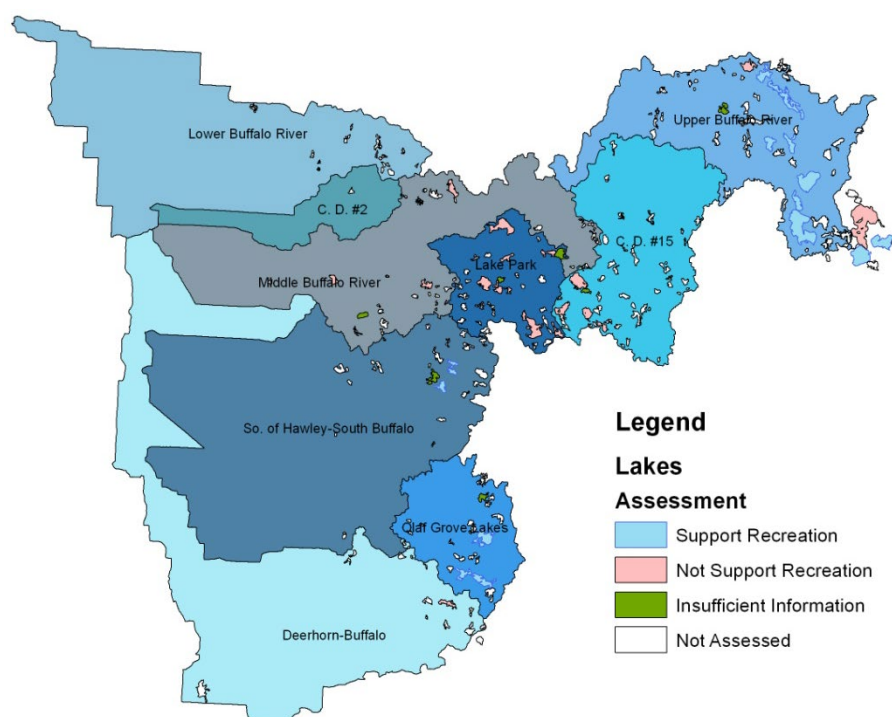 Lower Buffalo River
Upper Buffalo River
C. D. #2
C. D. #15
Lake Park
Middle Buffalo River
So. of Hawley-South Buffalo
Olaf Grove Lakes
Deerhorn-Buffalo
Legend
Lakes
Assessment
Support Recreation
Not Support Recreation
Insufficient Information
Not Assessed